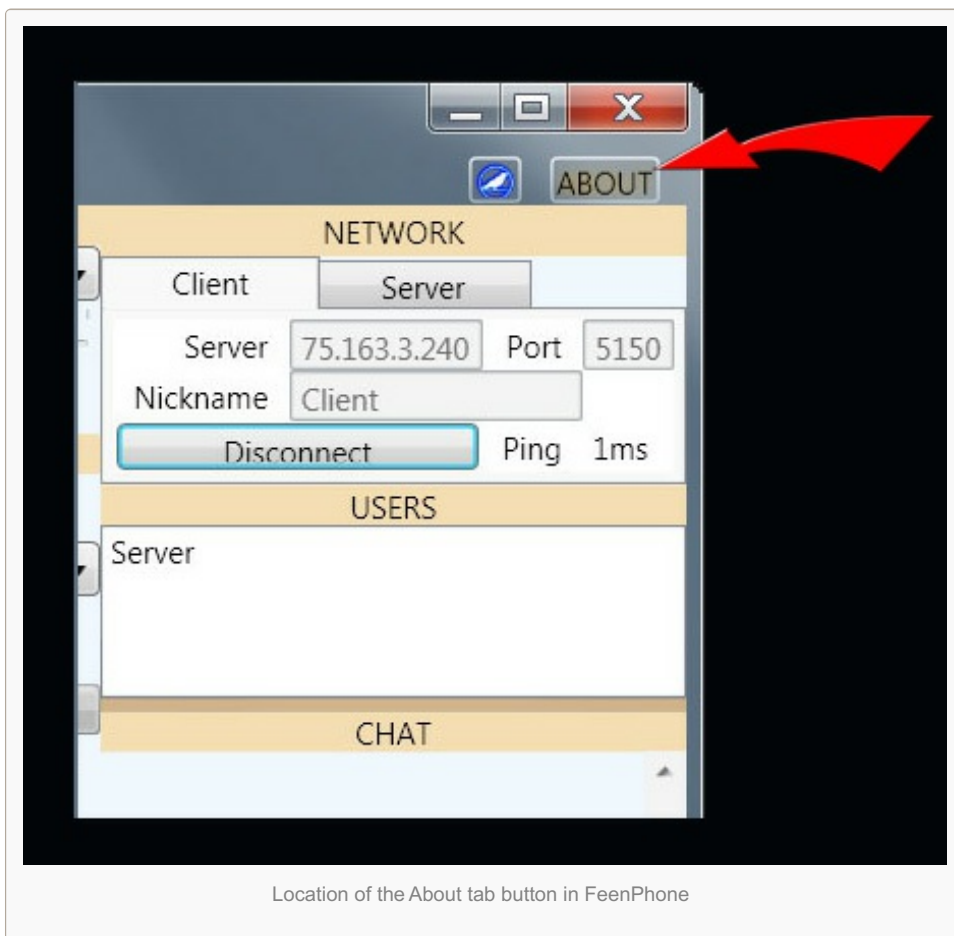 ABOUT
NETWORK
Client Server
Server 75.163.3.240 Port 5150
Nickname Client
Disconnect Ping 1ms
USERS
Server
CHAT
Location of the About tab button in FeenPhone